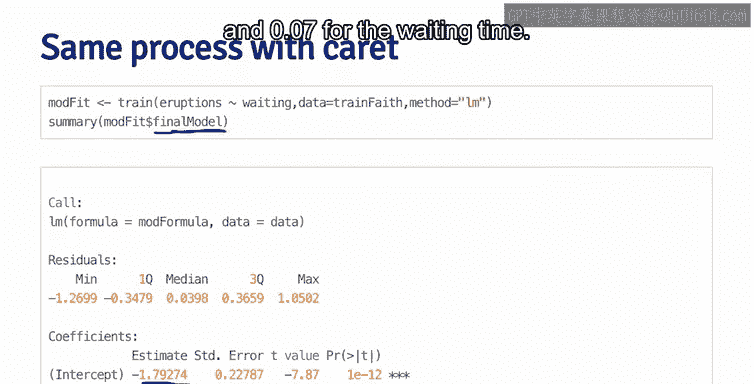 and 0.07 for the waiting time.
Same process with caret
modFit <- train(eruptions ~ waiting,data=trainFaith,method="lm")
summary(modFit$finalModel)
Call:
lm(formula = modFormula, data = data)
Residuals:
Min 1Q Median 3Q Max
-1.2699 -0.3479 0.0398 0.3659 1.0502
Coefficients:
Estimate Std. Error t value Pr(>|t|)
(Intercept) -1.79274 0.22787 -7.87 1e-12 ***